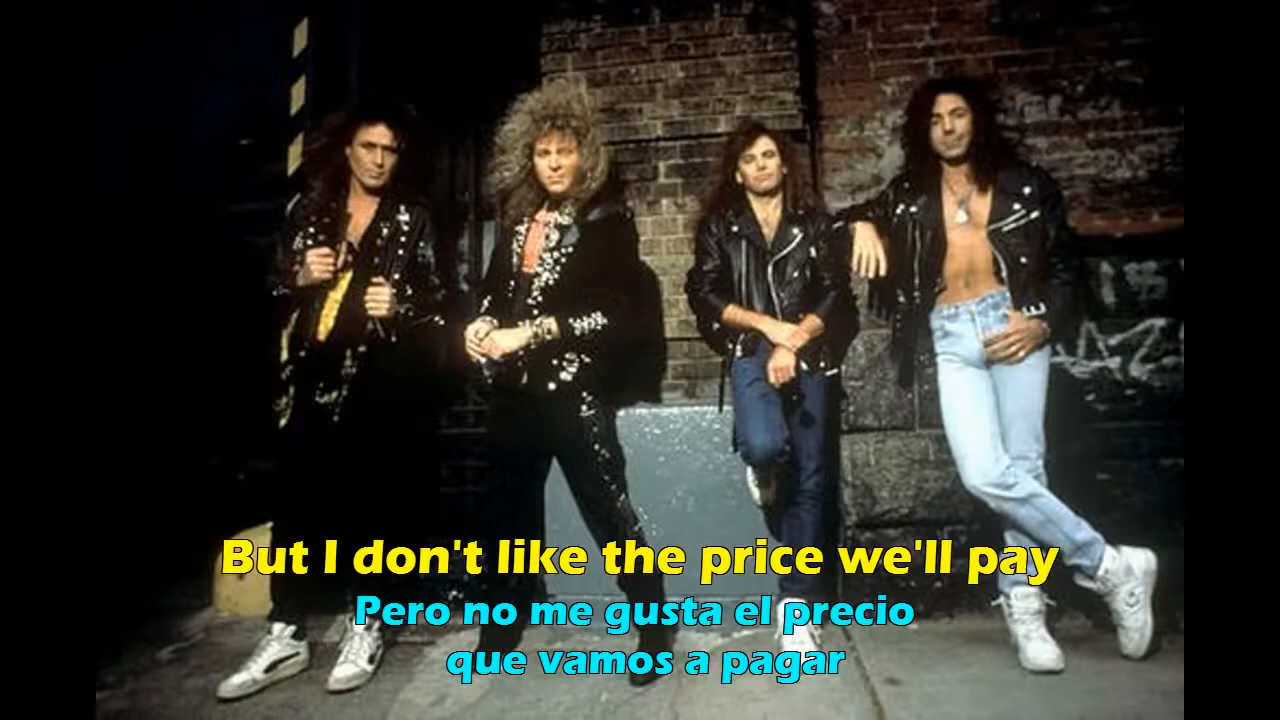 But I don't like the price we'll pay
Pero no me gusta el precio
que vamos a pagar